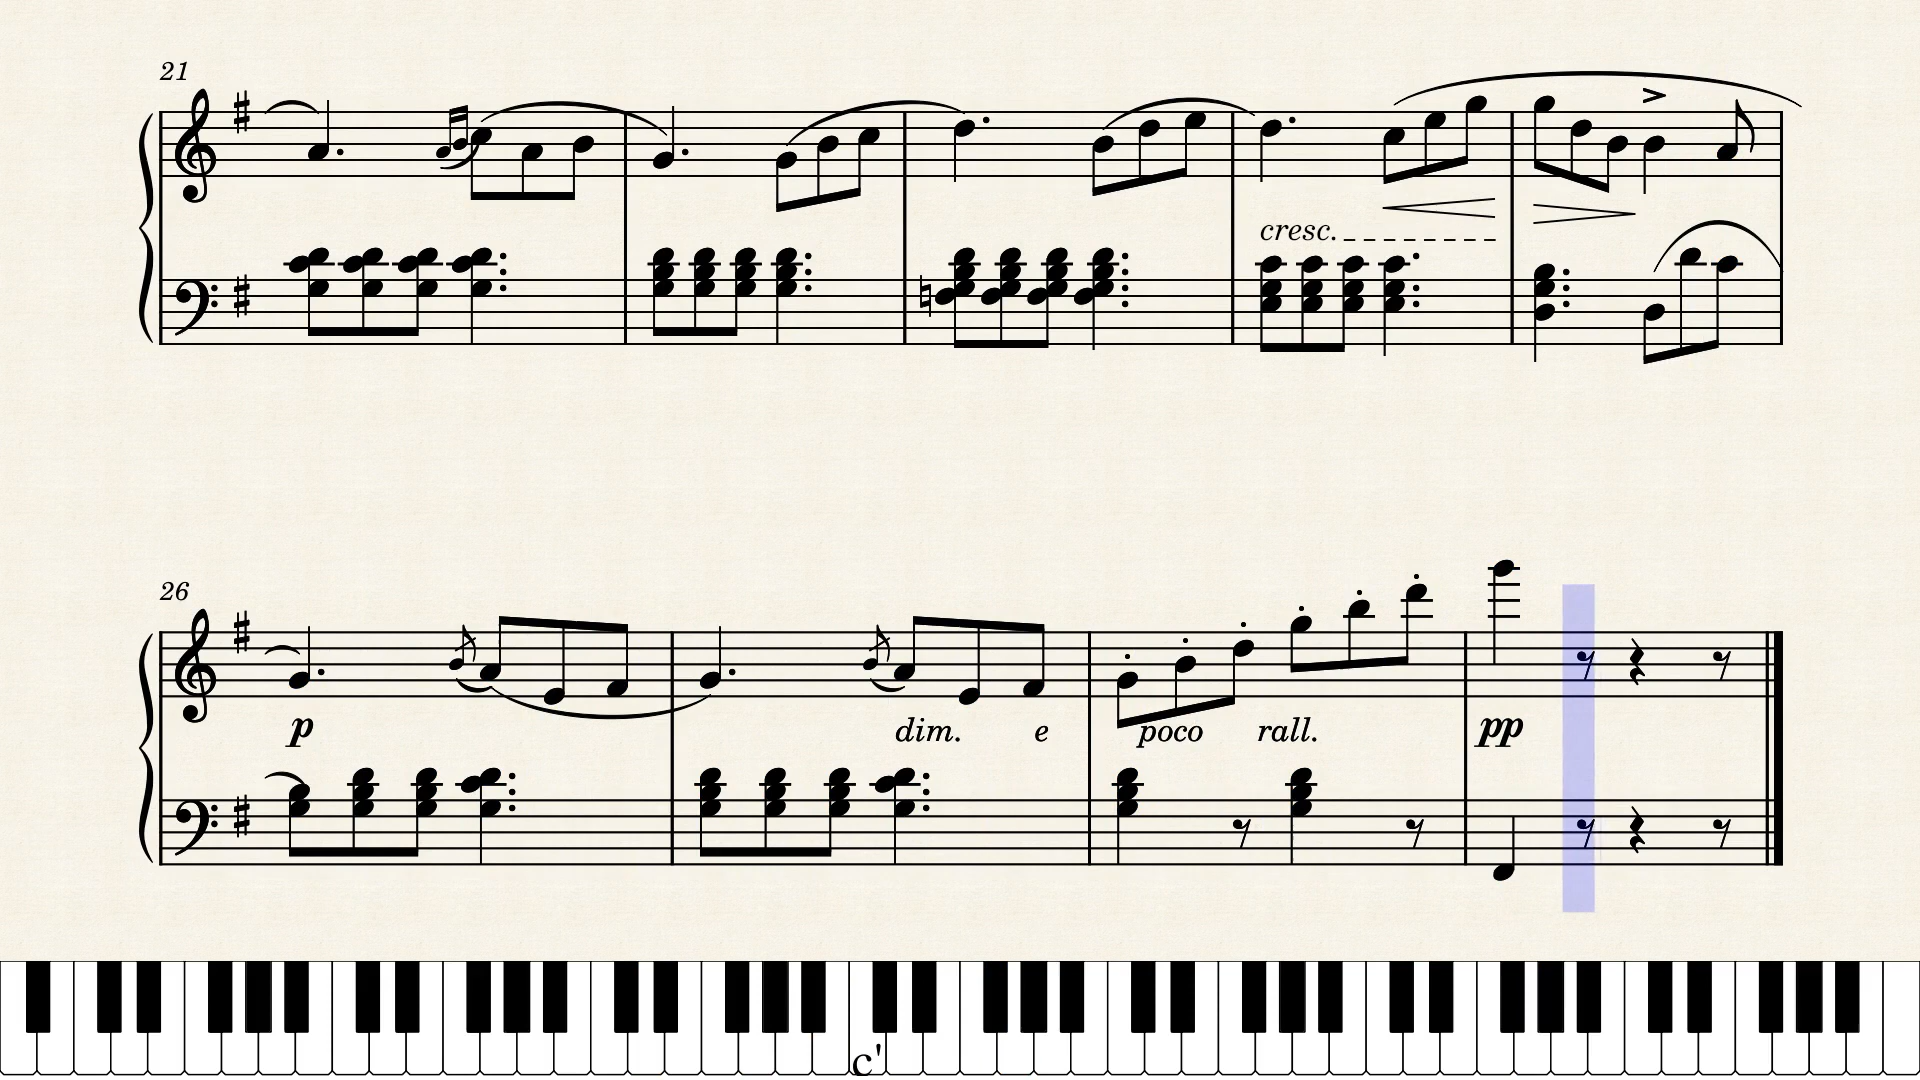 21
cresc.
26
p
dim. e poco rall. pp
c'